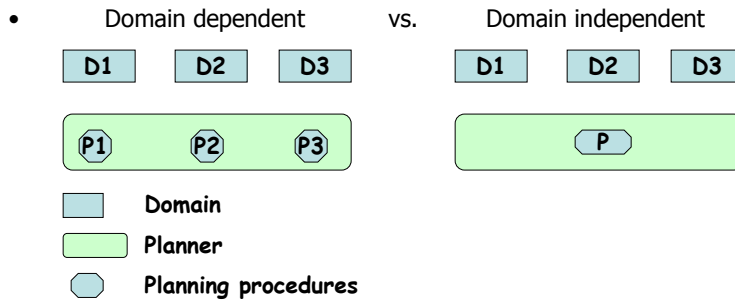 • Domain dependent vs. Domain independent
D1 D2 D3 D1 D2 D3
P1 P2 P3 P
Domain
Planner
Planning procedures